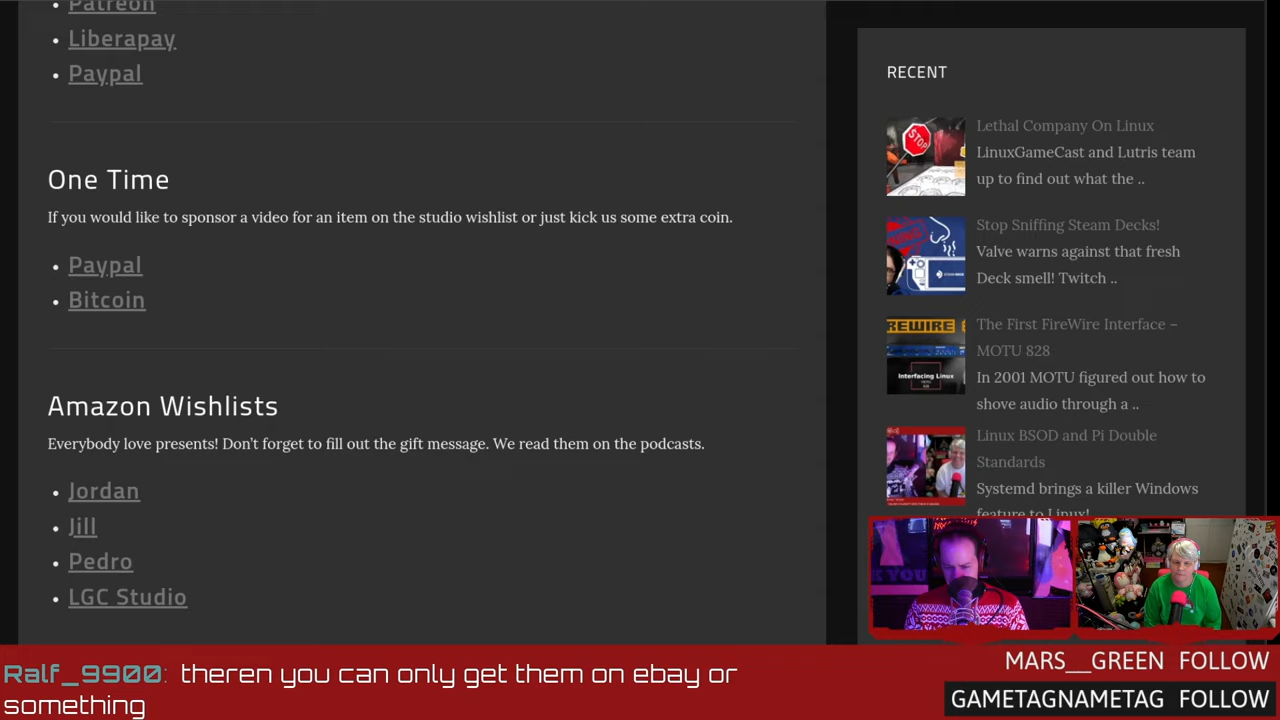 Patreon
Liberapay
Paypal
One Time
If you would like to sponsor a video for an item on the studio wishlist or just kick us some extra coin.
Paypal
Bitcoin
Amazon Wishlists
Everybody love presents! Don't forget to fill out the gift message. We read them on the podcasts.
Jordan
Jill
Pedro
LGC Studio
RECENT
STOP
Lethal Company On Linux
LinuxGameCast and Lutris team
up to find out what the ..
Stop Sniffing Steam Decks!
Valve warns against that fresh
Deck smell! Twitch ..
REWIRE
Interfacing Linux
The First FireWire Interface –
MOTU 828
In 2001 MOTU figured out how to
shove audio through a ..
Linux BSOD and Pi Double
Standards
Systemd brings a killer Windows
feature to Linux!
Ralf_9900: theren you can only get them on ebay or
something
MARS__GREEN FOLLOW
GAMETAGNAMETAG FOLLOW